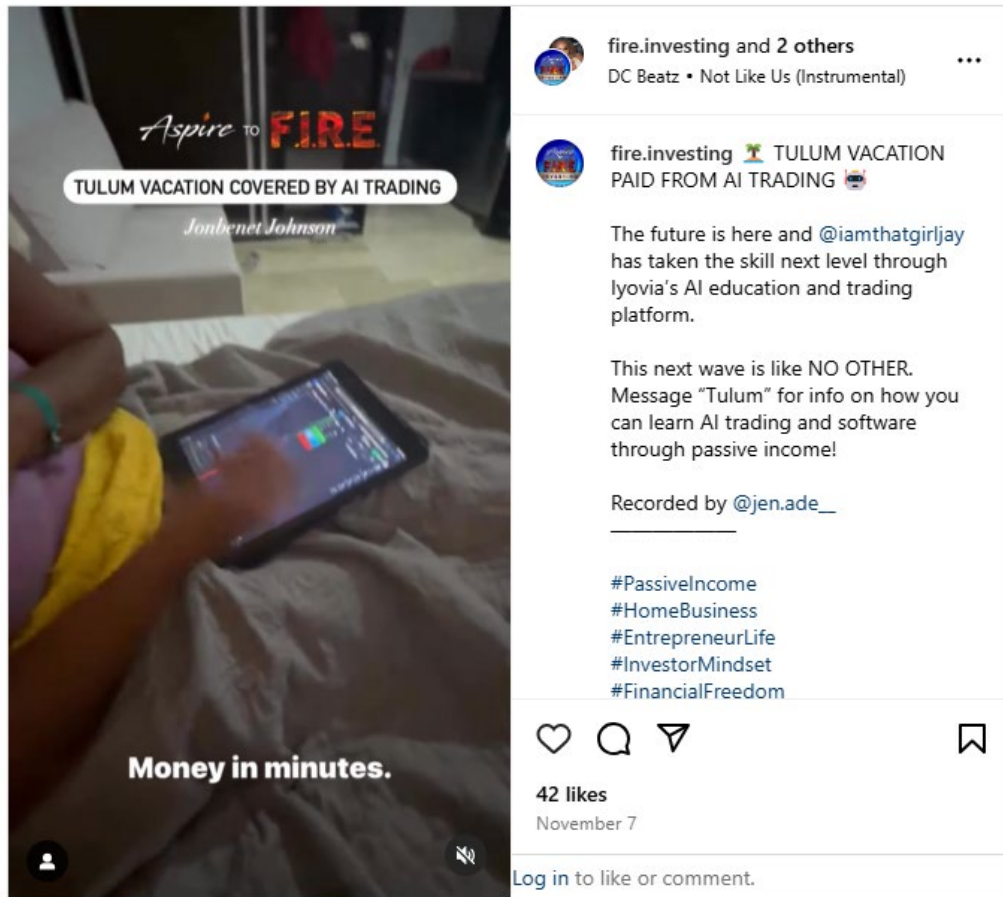 Aspire TO F.I.R.E.
TULUM VACATION COVERED BY AI TRADING
Jonbenet Johnson
Money in minutes.
fire.investing and 2 others
DC Beatz • Not Like Us (Instrumental)
fire.investing 🏝️ TULUM VACATION
PAID FROM AI TRADING 🤖
The future is here and @iamthatgirljay
has taken the skill next level through
Iyovia's AI education and trading
platform.
This next wave is like NO OTHER.
Message "Tulum" for info on how you
can learn AI trading and software
through passive income!
Recorded by @jen.ade__
#PassiveIncome
#HomeBusiness
#EntrepreneurLife
#InvestorMindset
#FinancialFreedom
42 likes
November 7
Log in to like or comment.